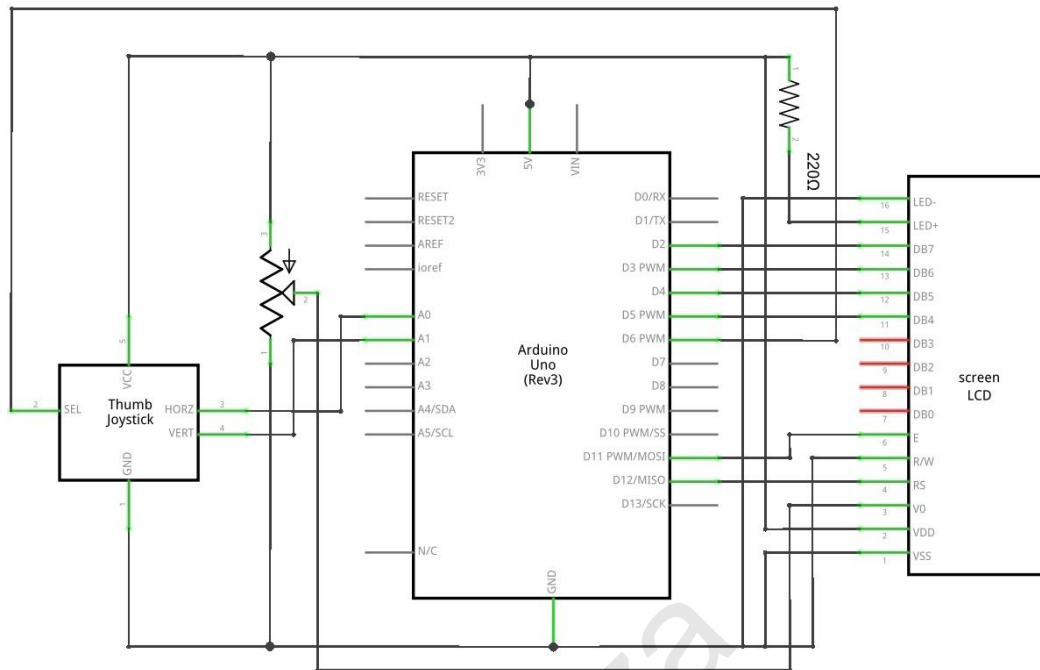 1
2
220Ω
3V3
5V
VIN
RESET
RESET2
AREF
ioref
A0
A1
A2
A3
A4/SDA
A5/SCL
N/C
GND
Arduino
Uno
(Rev3)
D0/RX
D1/TX
D2
D3 PWM
D4
D5 PWM
D6 PWM
D7
D8
D9 PWM
D10 PWM/SS
D11 PWM/MOSI
D12/MISO
D13/SCK
3
2
1
5
VCC
2
SEL
Thumb
Joystick
HORZ
3
VERT
4
GND
1
16
LED-
15
LED+
14
DB7
13
DB6
12
DB5
11
DB4
10
DB3
9
DB2
8
DB1
7
DB0
6
E
5
R/W
4
RS
3
V0
2
VDD
1
VSS
screen
LCD